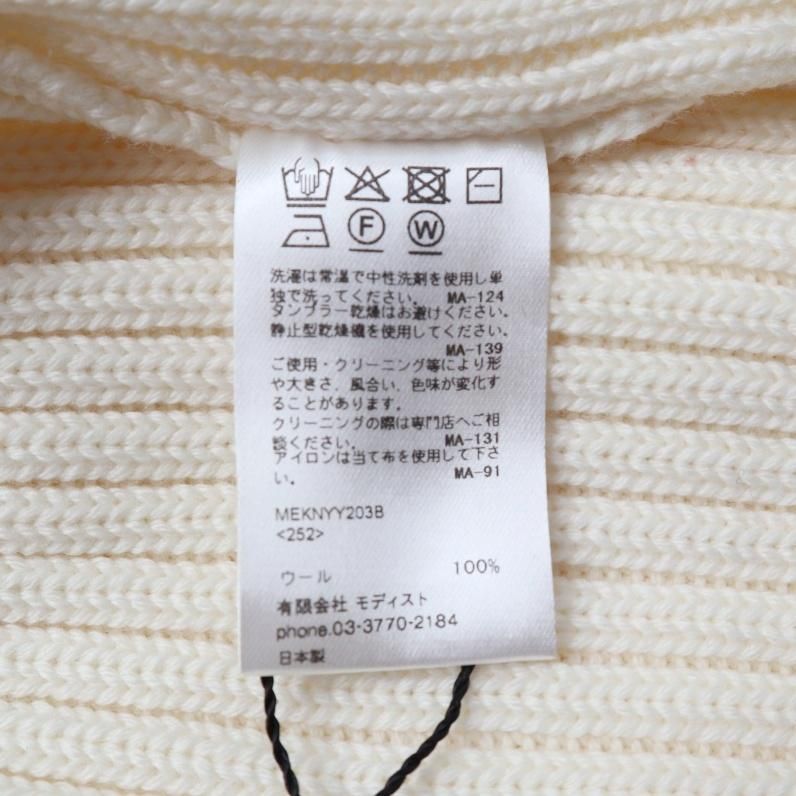 F W
洗濯は常温で中性洗剤を使用し単
独で洗ってください。 MA-124
タンブラー乾燥はお避けください。
静止型乾燥機を使用してください。
MA-139
ご使用・クリーニング等により形
や大きさ、風合い、色味が変化す
ることがあります。
クリーニングの際は専門店へご相
談ください。 MA-131
アイロンは当て布を使用して下さ
い。 MA-91
MEKNYY203B
<252>
ウール 100%
有限会社 モディスト
phone.03-3770-2184
日本製